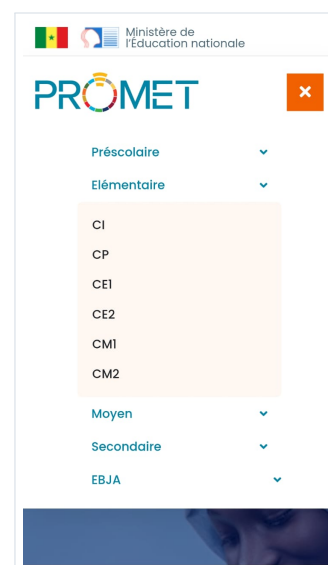 Ministère de
l'Éducation nationale
PROMET
Préscolaire
Elémentaire
CI
CP
CE1
CE2
CM1
CM2
Moyen
Secondaire
EBJA